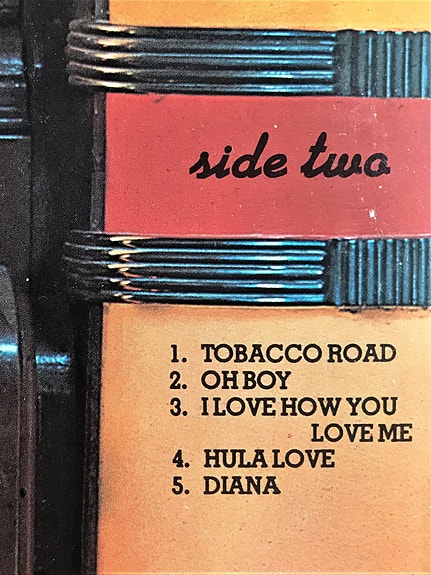 side two
1. TOBACCO ROAD
2. OH BOY
3. I LOVE HOW YOU
LOVE ME
4. HULA LOVE
5. DIANA